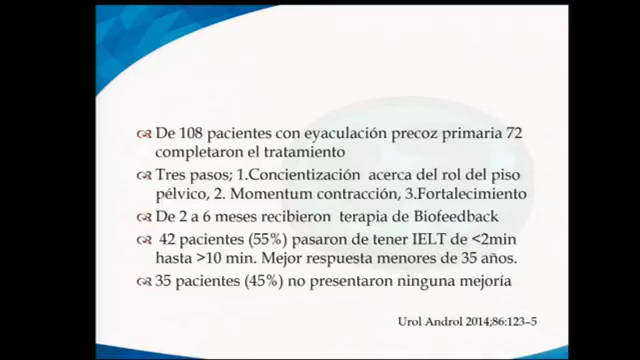 De 108 pacientes con eyaculación precoz primaria 72
completaron el tratamiento
Tres pasos; 1.Concientización acerca del rol del piso
pélvico, 2. Momentum contracción, 3.Fortalecimiento
De 2 a 6 meses recibieron terapia de Biofeedback
42 pacientes (55%) pasaron de tener IELT de <2min
hasta >10 min. Mejor respuesta menores de 35 años.
35 pacientes (45%) no presentaron ninguna mejoría
Urol Androl 2014;86:123–5